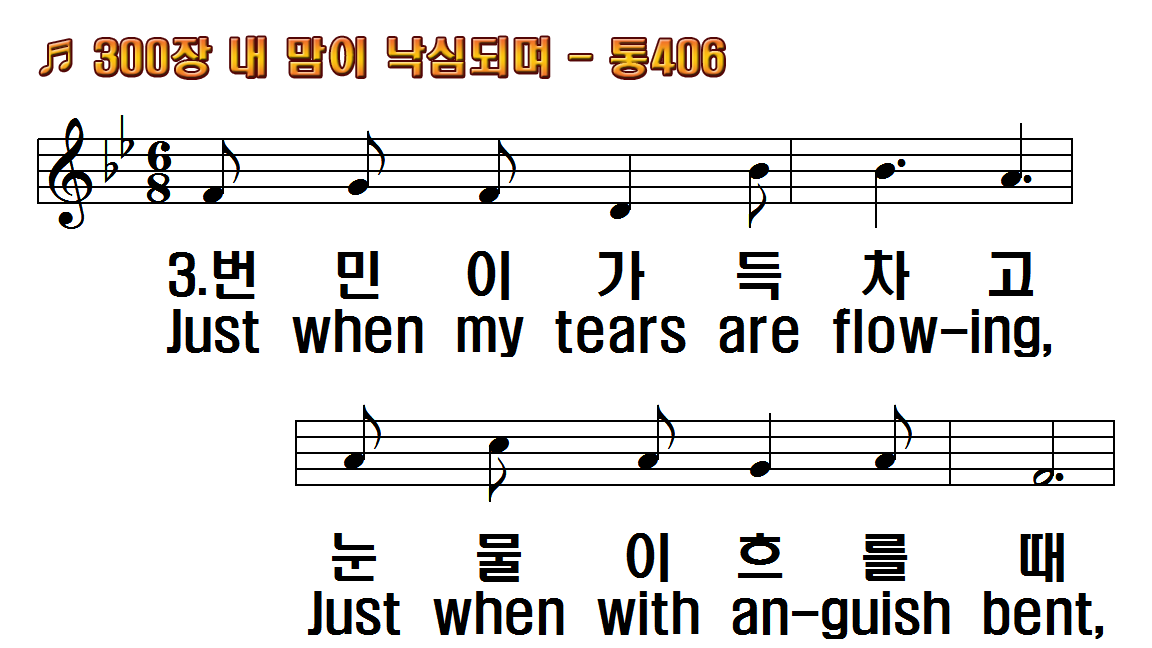 ♬ 300장 내 맘이 낙심되며 - 통406
6
8
3.번 민 이 가 득 차 고
Just when my tears are flow-ing,
눈 물 이 흐 를 때
Just when with an-guish bent,